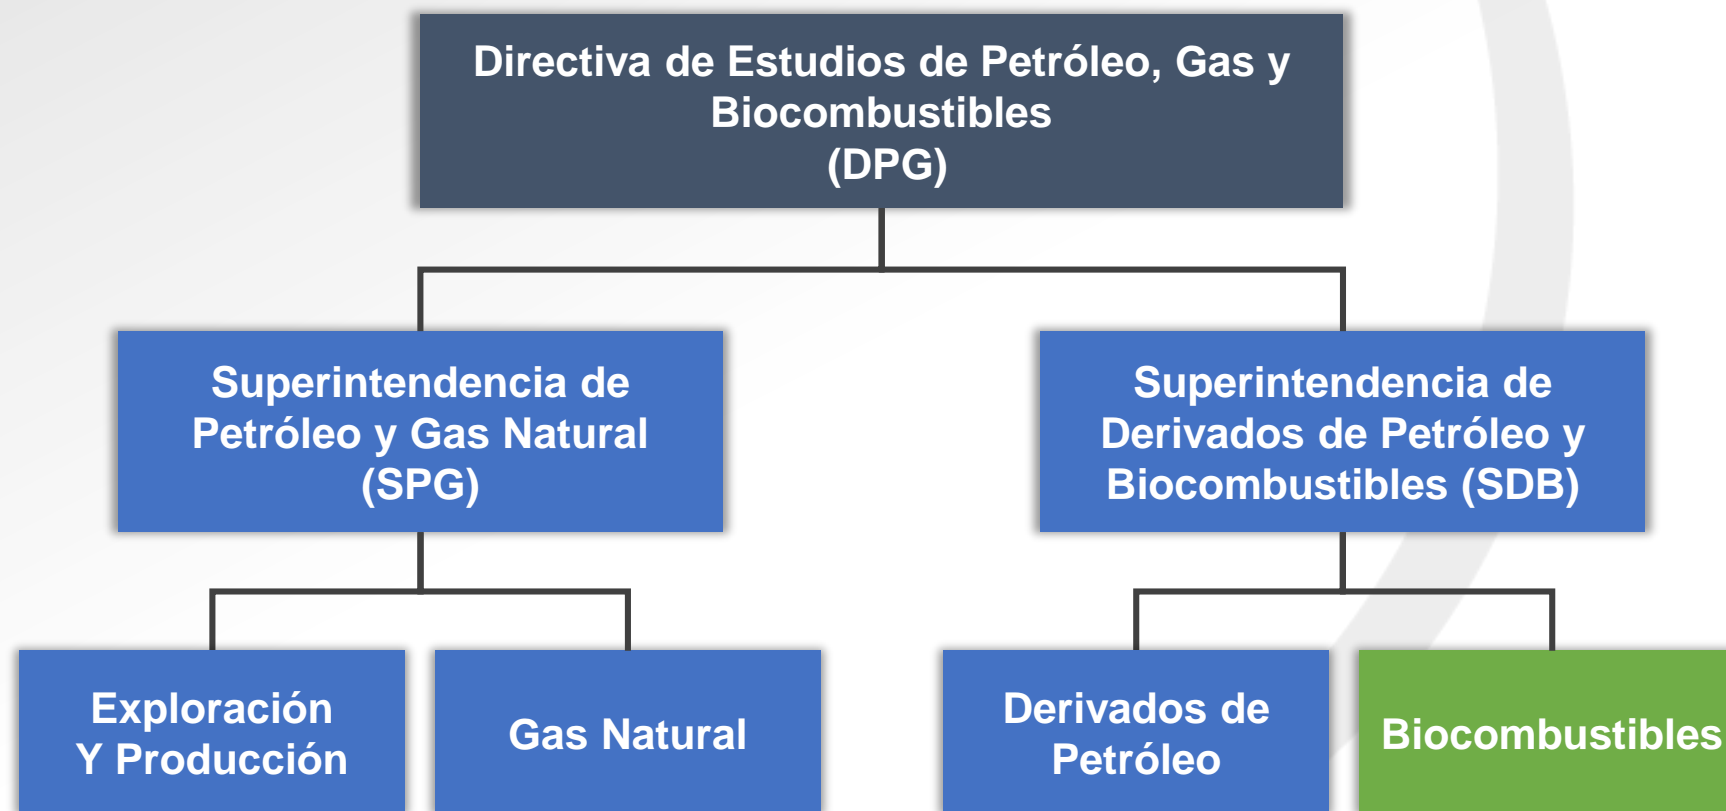 Directiva de Estudios de Petróleo, Gas y
Biocombustibles
(DPG)
Superintendencia de
Petróleo y Gas Natural
(SPG)
Superintendencia de
Derivados de Petróleo y
Biocombustibles (SDB)
Exploración
Y Producción
Gas Natural
Derivados de
Petróleo
Biocombustibles